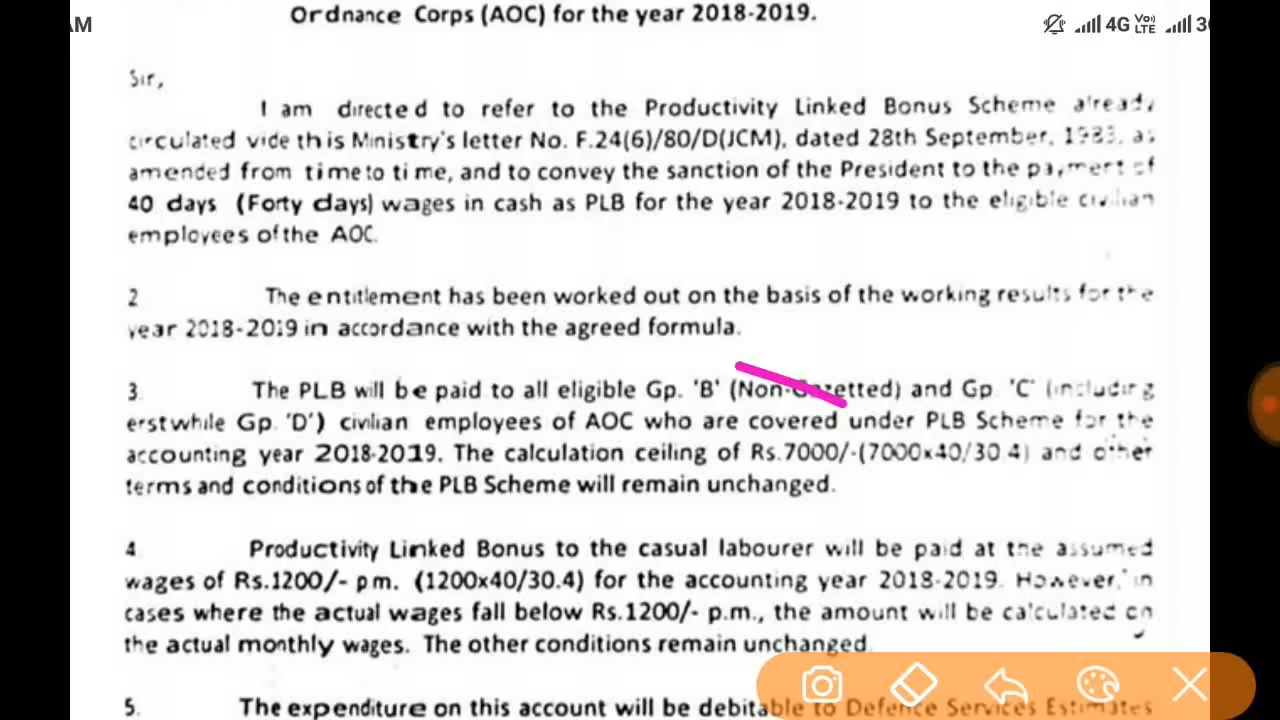 Ordnance Corps (AOC) for the year 2018-2019.
AM
4G VoI) LTE
Sir,
I am directed to refer to the Productivity Linked Bonus Scheme already
circulated vide this Ministry's letter No. F.24(6)/80/D(JCM), dated 28th September, 1983, as
amended from time to time, and to convey the sanction of the President to the payment of
40 days (Forty days) wages in cash as PLB for the year 2018-2019 to the eligible civilian
employees of the AOC.
2 The entitlement has been worked out on the basis of the working results for the
year 2018-2019 in accordance with the agreed formula.
3. The PLB will be paid to all eligible Gp. 'B' (Non-Gazetted) and Gp. 'C' (including
erstwhile Gp. 'D') civilian employees of AOC who are covered under PLB Scheme for the
accounting year 2018-2019. The calculation ceiling of Rs.7000/-(7000x40/30.4) and other
terms and conditions of the PLB Scheme will remain unchanged.
4 Productivity Linked Bonus to the casual labourer will be paid at the assumed
wages of Rs.1200/- p.m. (1200x40/30.4) for the accounting year 2018-2019. However, in
cases where the actual wages fall below Rs.1200/- p.m., the amount will be calculated on
the actual monthly wages. The other conditions remain unchanged.
5. The expenditure on this account will be debitable to Defence Services Estimates